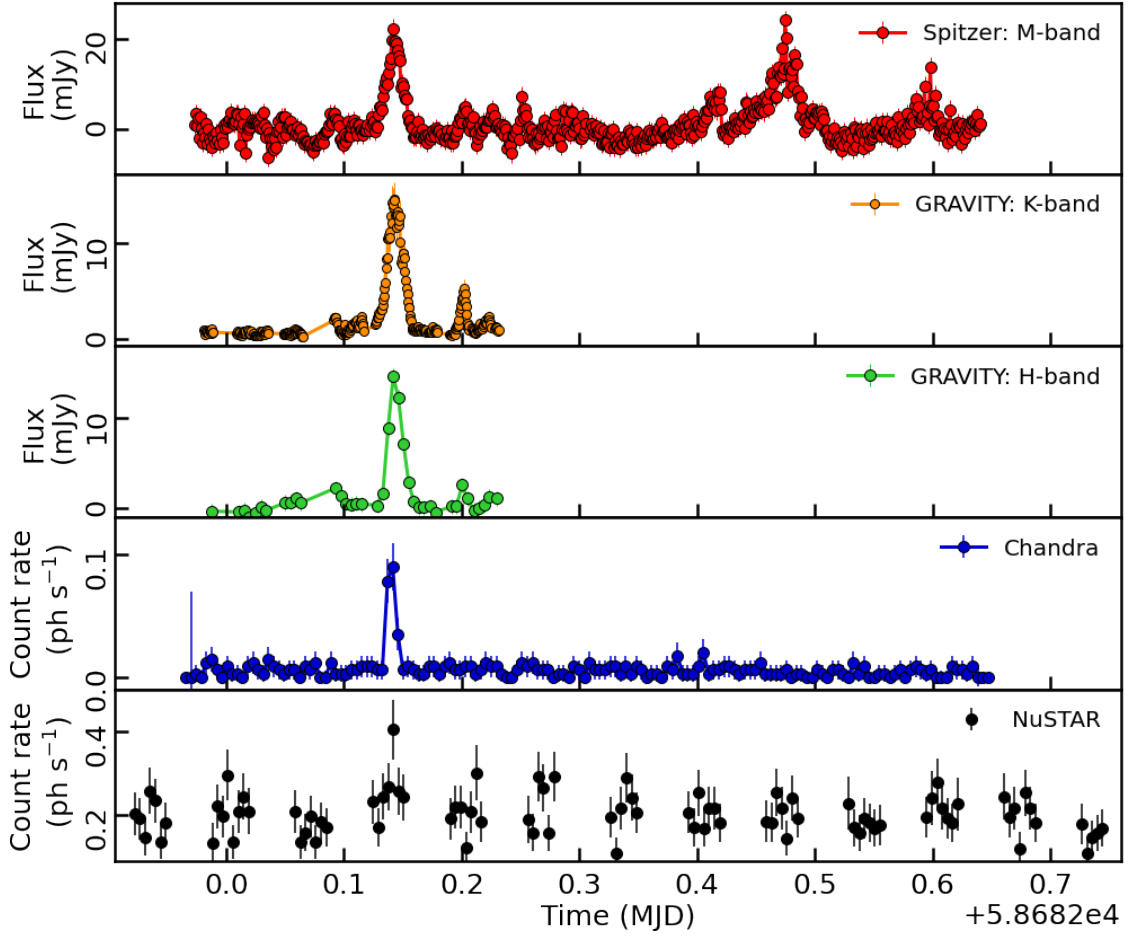 20
0
Flux
(mJy)
Spitzer: M-band
10
0
Flux
(mJy)
GRAVITY: K-band
10
0
Flux
(mJy)
GRAVITY: H-band
0.1
0.0
Count rate
(ph s⁻¹)
Chandra
0.4
0.2
Count rate
(ph s⁻¹)
NuSTAR
0.0 0.1 0.2 0.3 0.4 0.5 0.6 0.7
Time (MJD)
+5.8682e4